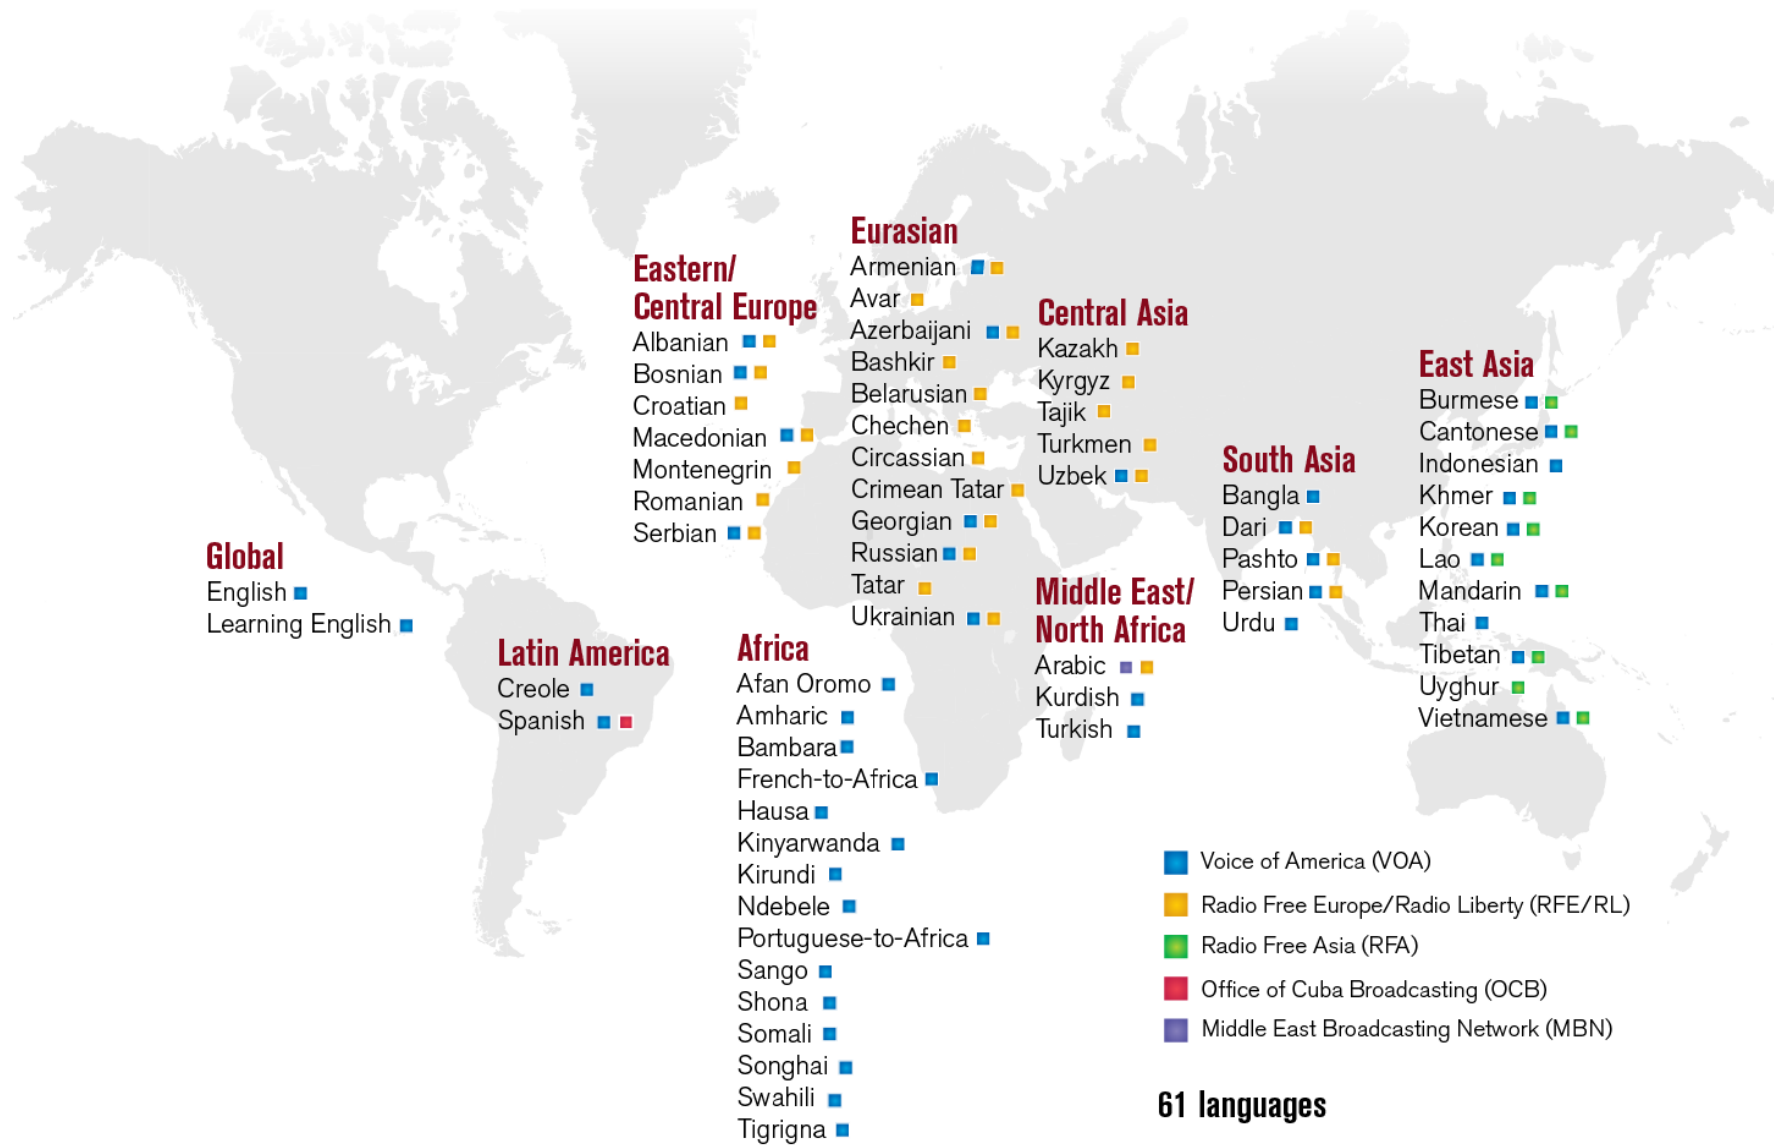 Global
English
Learning English
Latin America
Creole
Spanish
Eastern/
Central Europe
Albanian
Bosnian
Croatian
Macedonian
Montenegrin
Romanian
Serbian
Eurasian
Armenian
Avar
Azerbaijani
Bashkir
Belarusian
Chechen
Circassian
Crimean Tatar
Georgian
Russian
Tatar
Ukrainian
Africa
Afan Oromo
Amharic
Bambara
French-to-Africa
Hausa
Kinyarwanda
Kirundi
Ndebele
Portuguese-to-Africa
Sango
Shona
Somali
Songhai
Swahili
Tigrigna
Central Asia
Kazakh
Kyrgyz
Tajik
Turkmen
Uzbek
Middle East/
North Africa
Arabic
Kurdish
Turkish
South Asia
Bangla
Dari
Pashto
Persian
Urdu
East Asia
Burmese
Cantonese
Indonesian
Khmer
Korean
Lao
Mandarin
Thai
Tibetan
Uyghur
Vietnamese
Voice of America (VOA)
Radio Free Europe/Radio Liberty (RFE/RL)
Radio Free Asia (RFA)
Office of Cuba Broadcasting (OCB)
Middle East Broadcasting Network (MBN)
61 languages